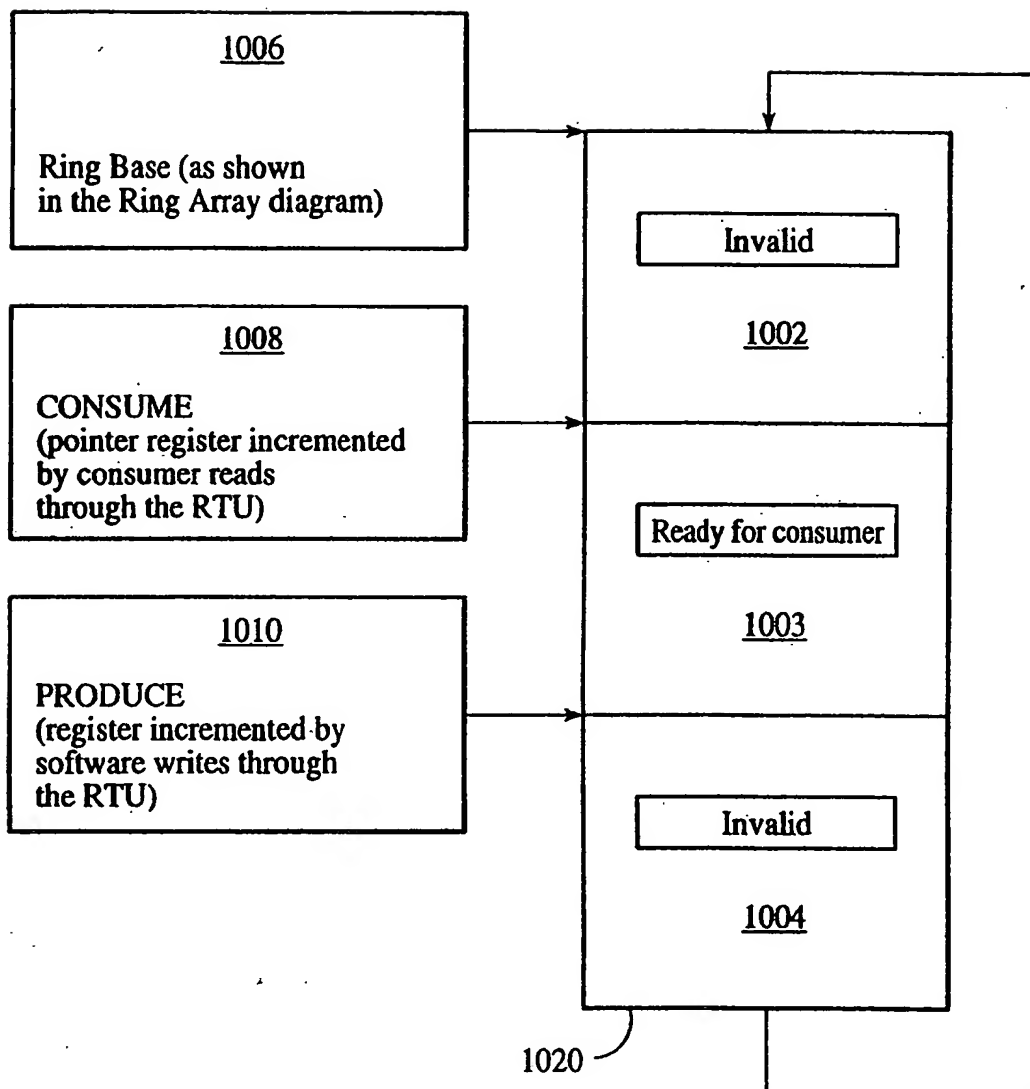 1006
Ring Base (as shown
in the Ring Array diagram)
1008
CONSUME
(pointer register incremented
by consumer reads
through the RTU)
1010
PRODUCE
(register incremented by
software writes through
the RTU)
Invalid
1002
Ready for consumer
1003
Invalid
1004
1020